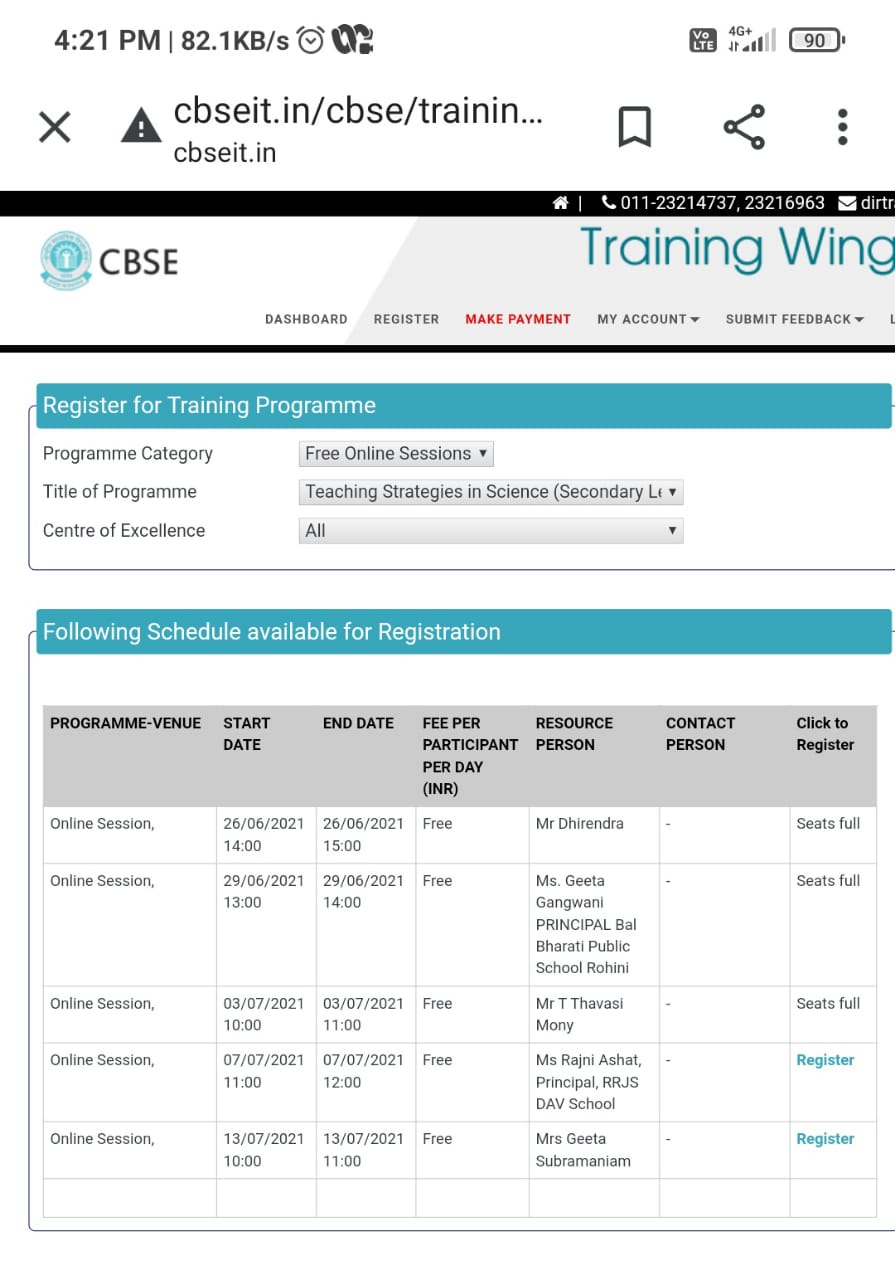 4:21 PM | 82.1KB/s
Vo LTE 4G+ 90
cbseit.in/cbse/trainin...
cbseit.in
| 011-23214737, 23216963 dirtr
CBSE
Training Wing
DASHBOARD REGISTER MAKE PAYMENT MY ACCOUNT SUBMIT FEEDBACK L
Register for Training Programme
Programme Category Free Online Sessions
Title of Programme Teaching Strategies in Science (Secondary Le
Centre of Excellence All
Following Schedule available for Registration
PROGRAMME-VENUE START END DATE FEE PER RESOURCE CONTACT Click to
DATE PARTICIPANT PERSON PERSON Register
PER DAY
(INR)
Online Session, 26/06/2021 26/06/2021 Free Mr Dhirendra - Seats full
14:00 15:00
Online Session, 29/06/2021 29/06/2021 Free Ms. Geeta - Seats full
13:00 14:00 Gangwani
PRINCIPAL Bal
Bharati Public
School Rohini
Online Session, 03/07/2021 03/07/2021 Free Mr T Thavasi - Seats full
10:00 11:00 Mony
Online Session, 07/07/2021 07/07/2021 Free Ms Rajni Ashat, - Register
11:00 12:00 Principal, RRJS
DAV School
Online Session, 13/07/2021 13/07/2021 Free Mrs Geeta - Register
10:00 11:00 Subramaniam